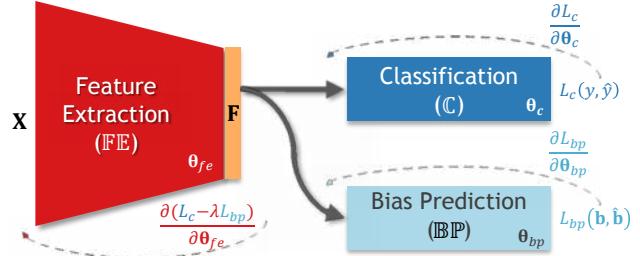 X
Feature
Extraction
(𝔽𝔼)
θ_fe
F
∂(L_c−λL_bp)
∂θ_fe
∂L_c
∂θ_c
Classification
(ℂ)
θ_c
L_c(y, ŷ)
∂L_bp
∂θ_bp
Bias Prediction
(𝔹ℙ)
θ_bp
L_bp(b, b̂)